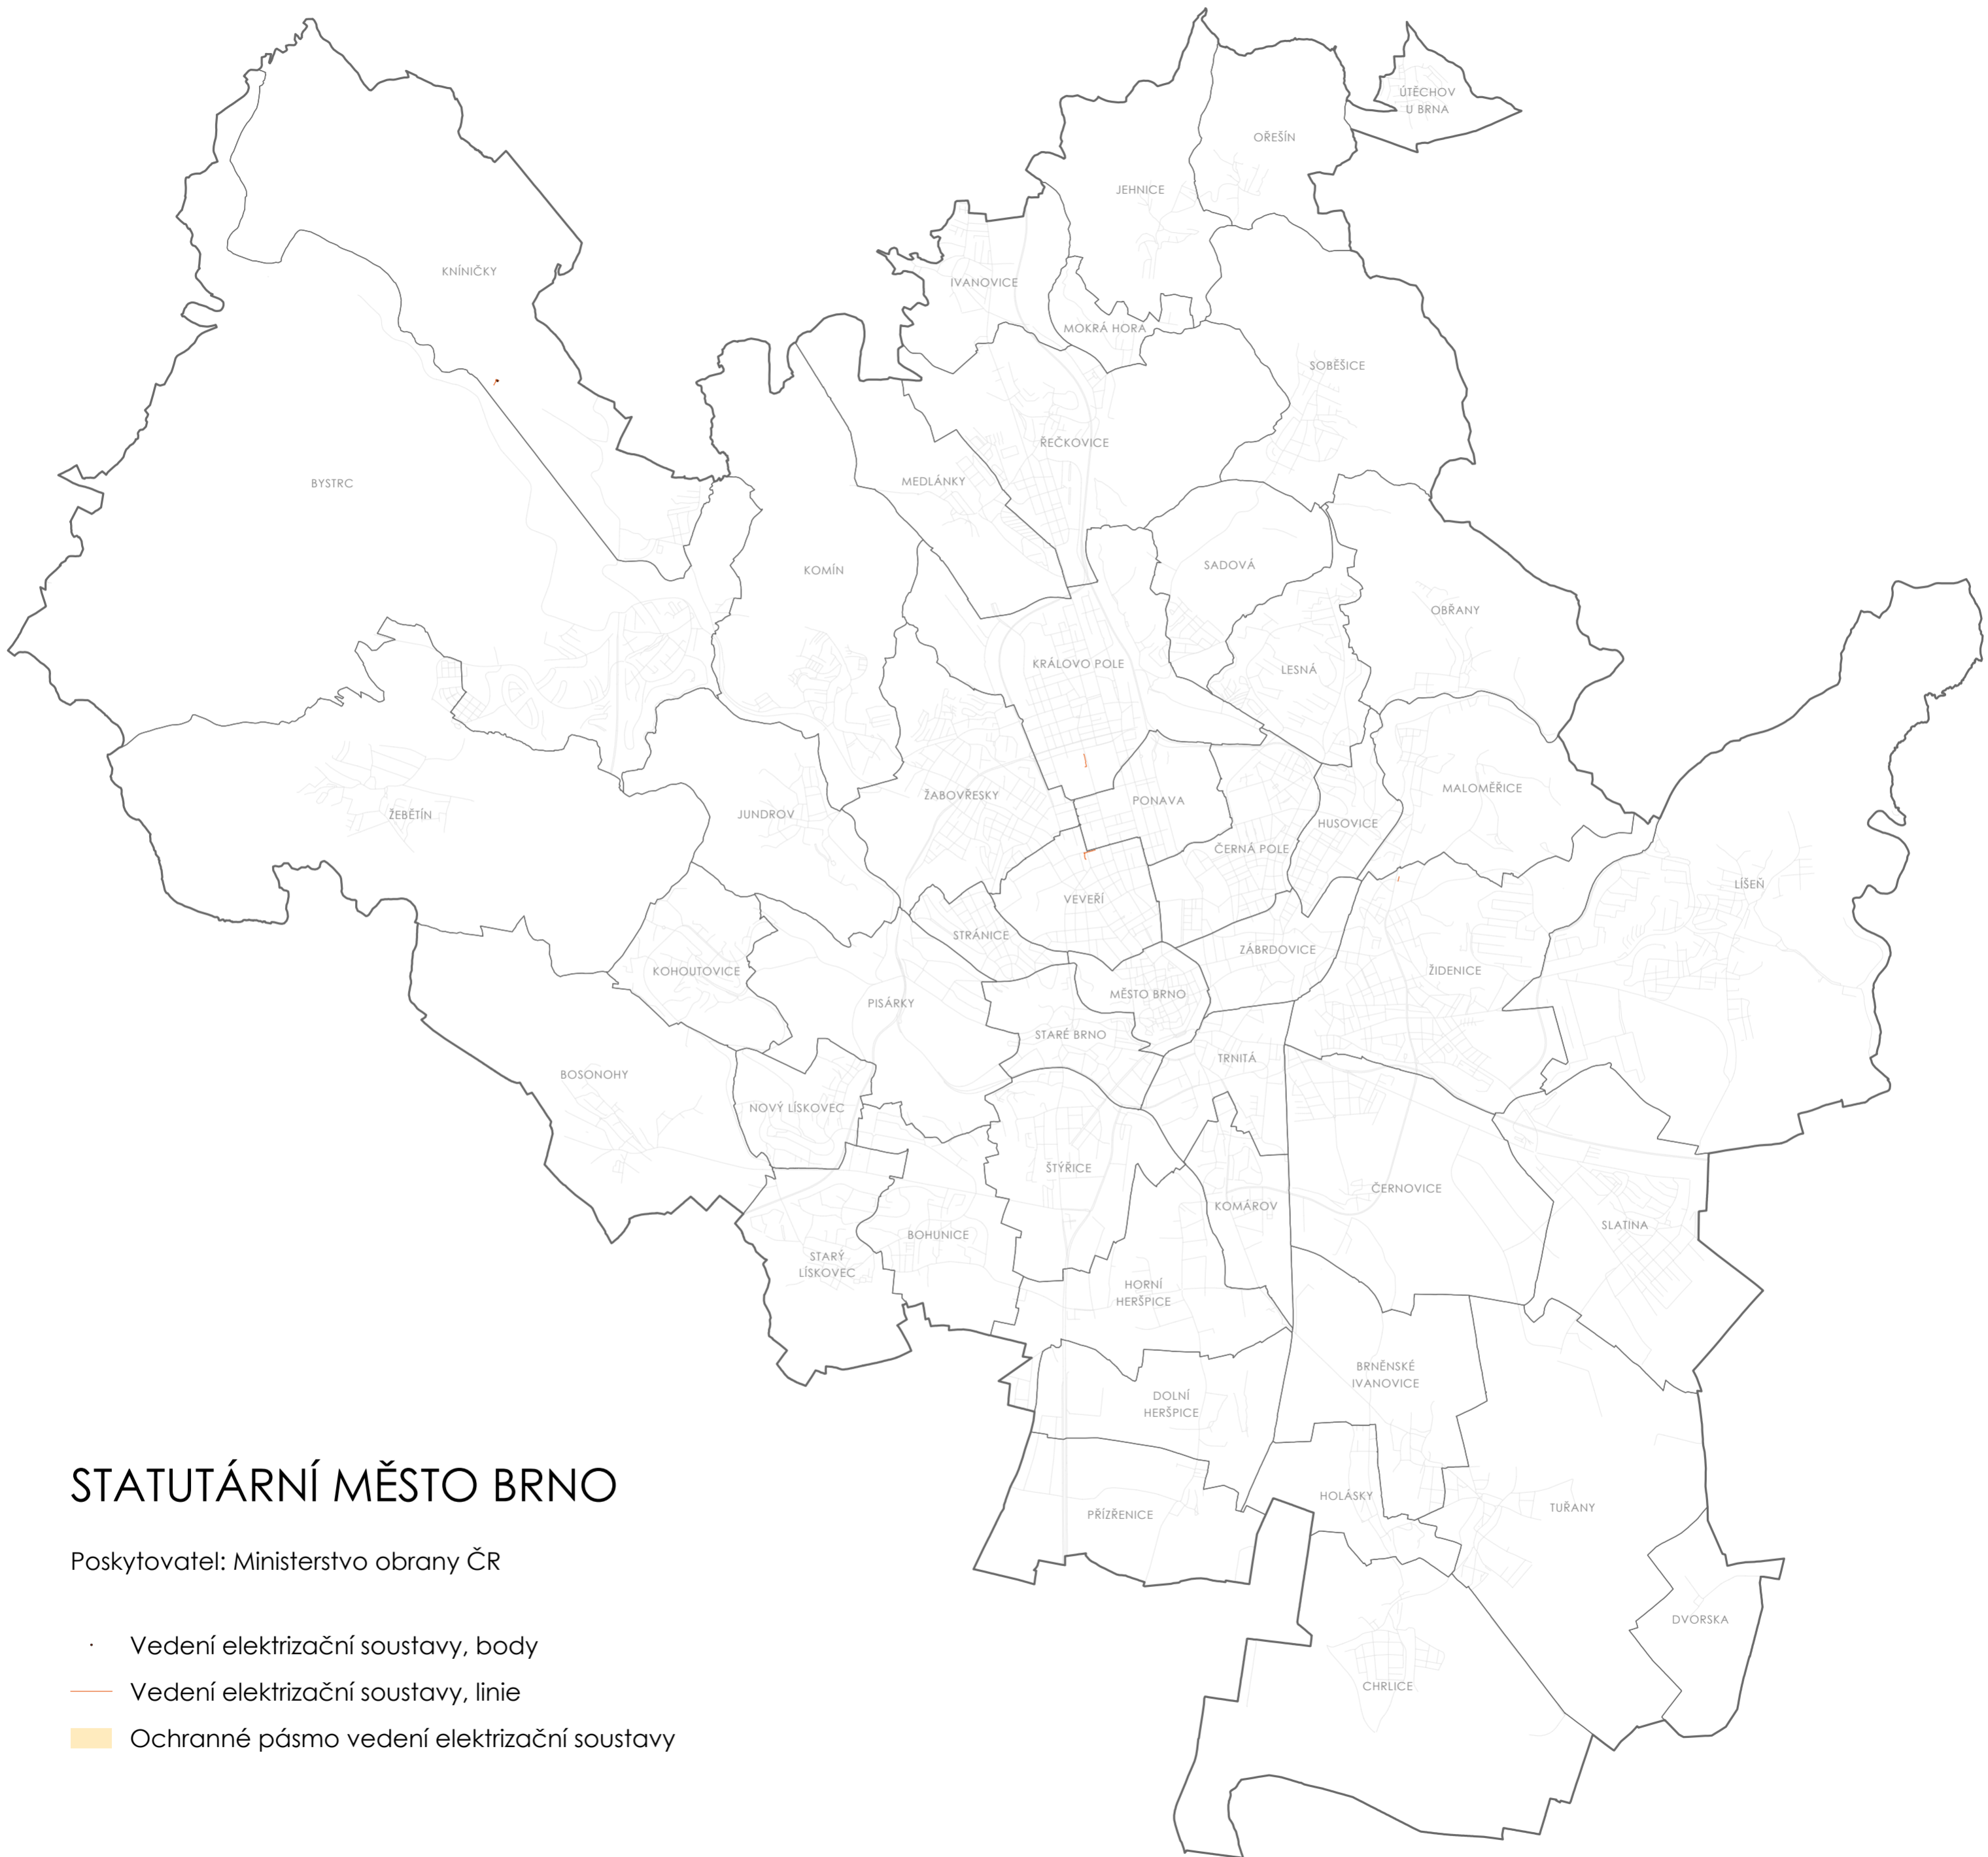 ÚTĚCHOV
U BRNA
OŘEŠÍN
JEHNICE
KNÍNIČKY
IVANOVICE
MOKRÁ HORA
SOBĚŠICE
ŘEČKOVICE
BYSTRC
MEDLÁNKY
KOMÍN
SADOVÁ
OBŘANY
KRÁLOVO POLE
LESNÁ
MALOMĚŘICE
ŽABOVŘESKY
PONAVA
ŽEBĚTÍN
JUNDROV
HUSOVICE
ČERNÁ POLE
LÍŠEŇ
VEVEŘÍ
STRÁNICE
ZÁBRDOVICE
KOHOUTOVICE
ŽIDENICE
MĚSTO BRNO
PISÁRKY
STARÉ BRNO
TRNITÁ
BOSONOHY
NOVÝ LÍSKOVEC
ŠTÝŘICE
ČERNOVICE
KOMÁROV
SLATINA
BOHUNICE
STARÝ
LÍSKOVEC
HORNÍ
HERŠPICE
BRNĚNSKÉ
IVANOVICE
DOLNÍ
HERŠPICE
HOLÁSKY
TUŘANY
PŘÍZŘENICE
DVORSKA
CHRLICE
STATUTÁRNÍ MĚSTO BRNO
Poskytovatel: Ministerstvo obrany ČR
Vedení elektrizační soustavy, body
Vedení elektrizační soustavy, linie
Ochranné pásmo vedení elektrizační soustavy